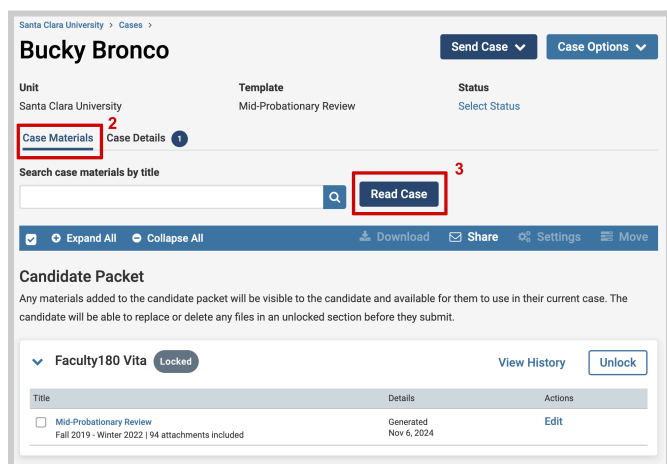 Santa Clara University > Cases >
Bucky Bronco
Send Case
Case Options
Unit
Template
Status
Santa Clara University
Mid-Probationary Review
Select Status
2
Case Materials
Case Details 1
Search case materials by title
3
Read Case
Expand All
Collapse All
Download
Share
Settings
Move
Candidate Packet
Any materials added to the candidate packet will be visible to the candidate and available for them to use in their current case. The
candidate will be able to replace or delete any files in an unlocked section before they submit.
Faculty180 Vita
Locked
View History
Unlock
Title
Details
Actions
Mid-Probationary Review
Generated
Edit
Fall 2019 - Winter 2022 | 94 attachments included
Nov 6, 2024